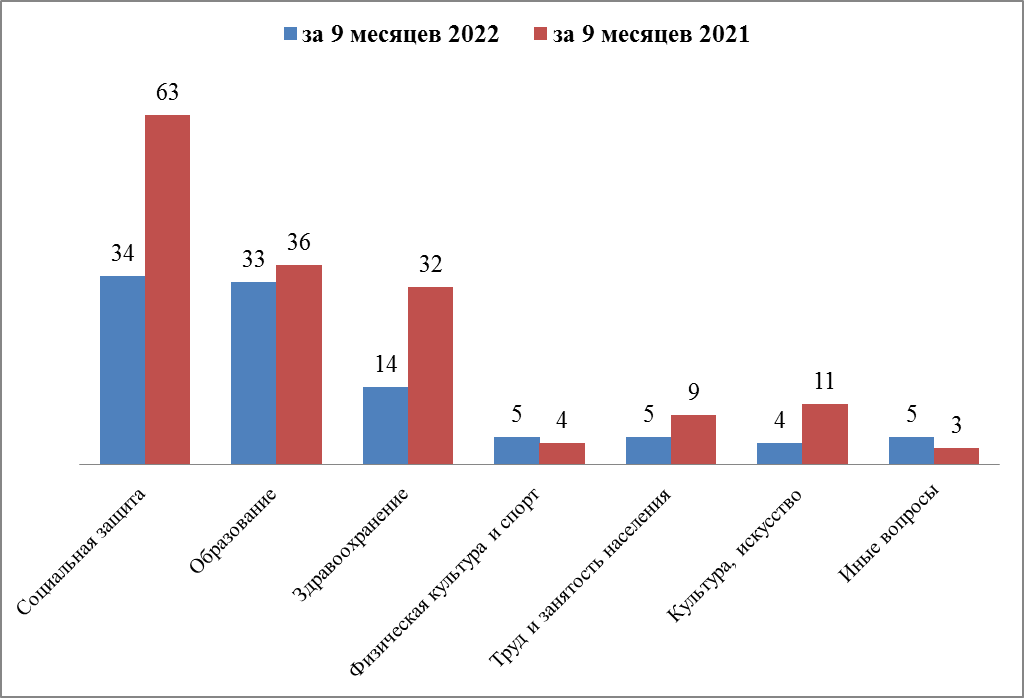 за 9 месяцев 2022 за 9 месяцев 2021
63
34
33
36
14
32
5
4
5
9
4
11
5
3
Социальная защита
Образование
Здравоохранение
Физическая культура и спорт
Труд и занятость населения
Культура, искусство
Иные вопросы